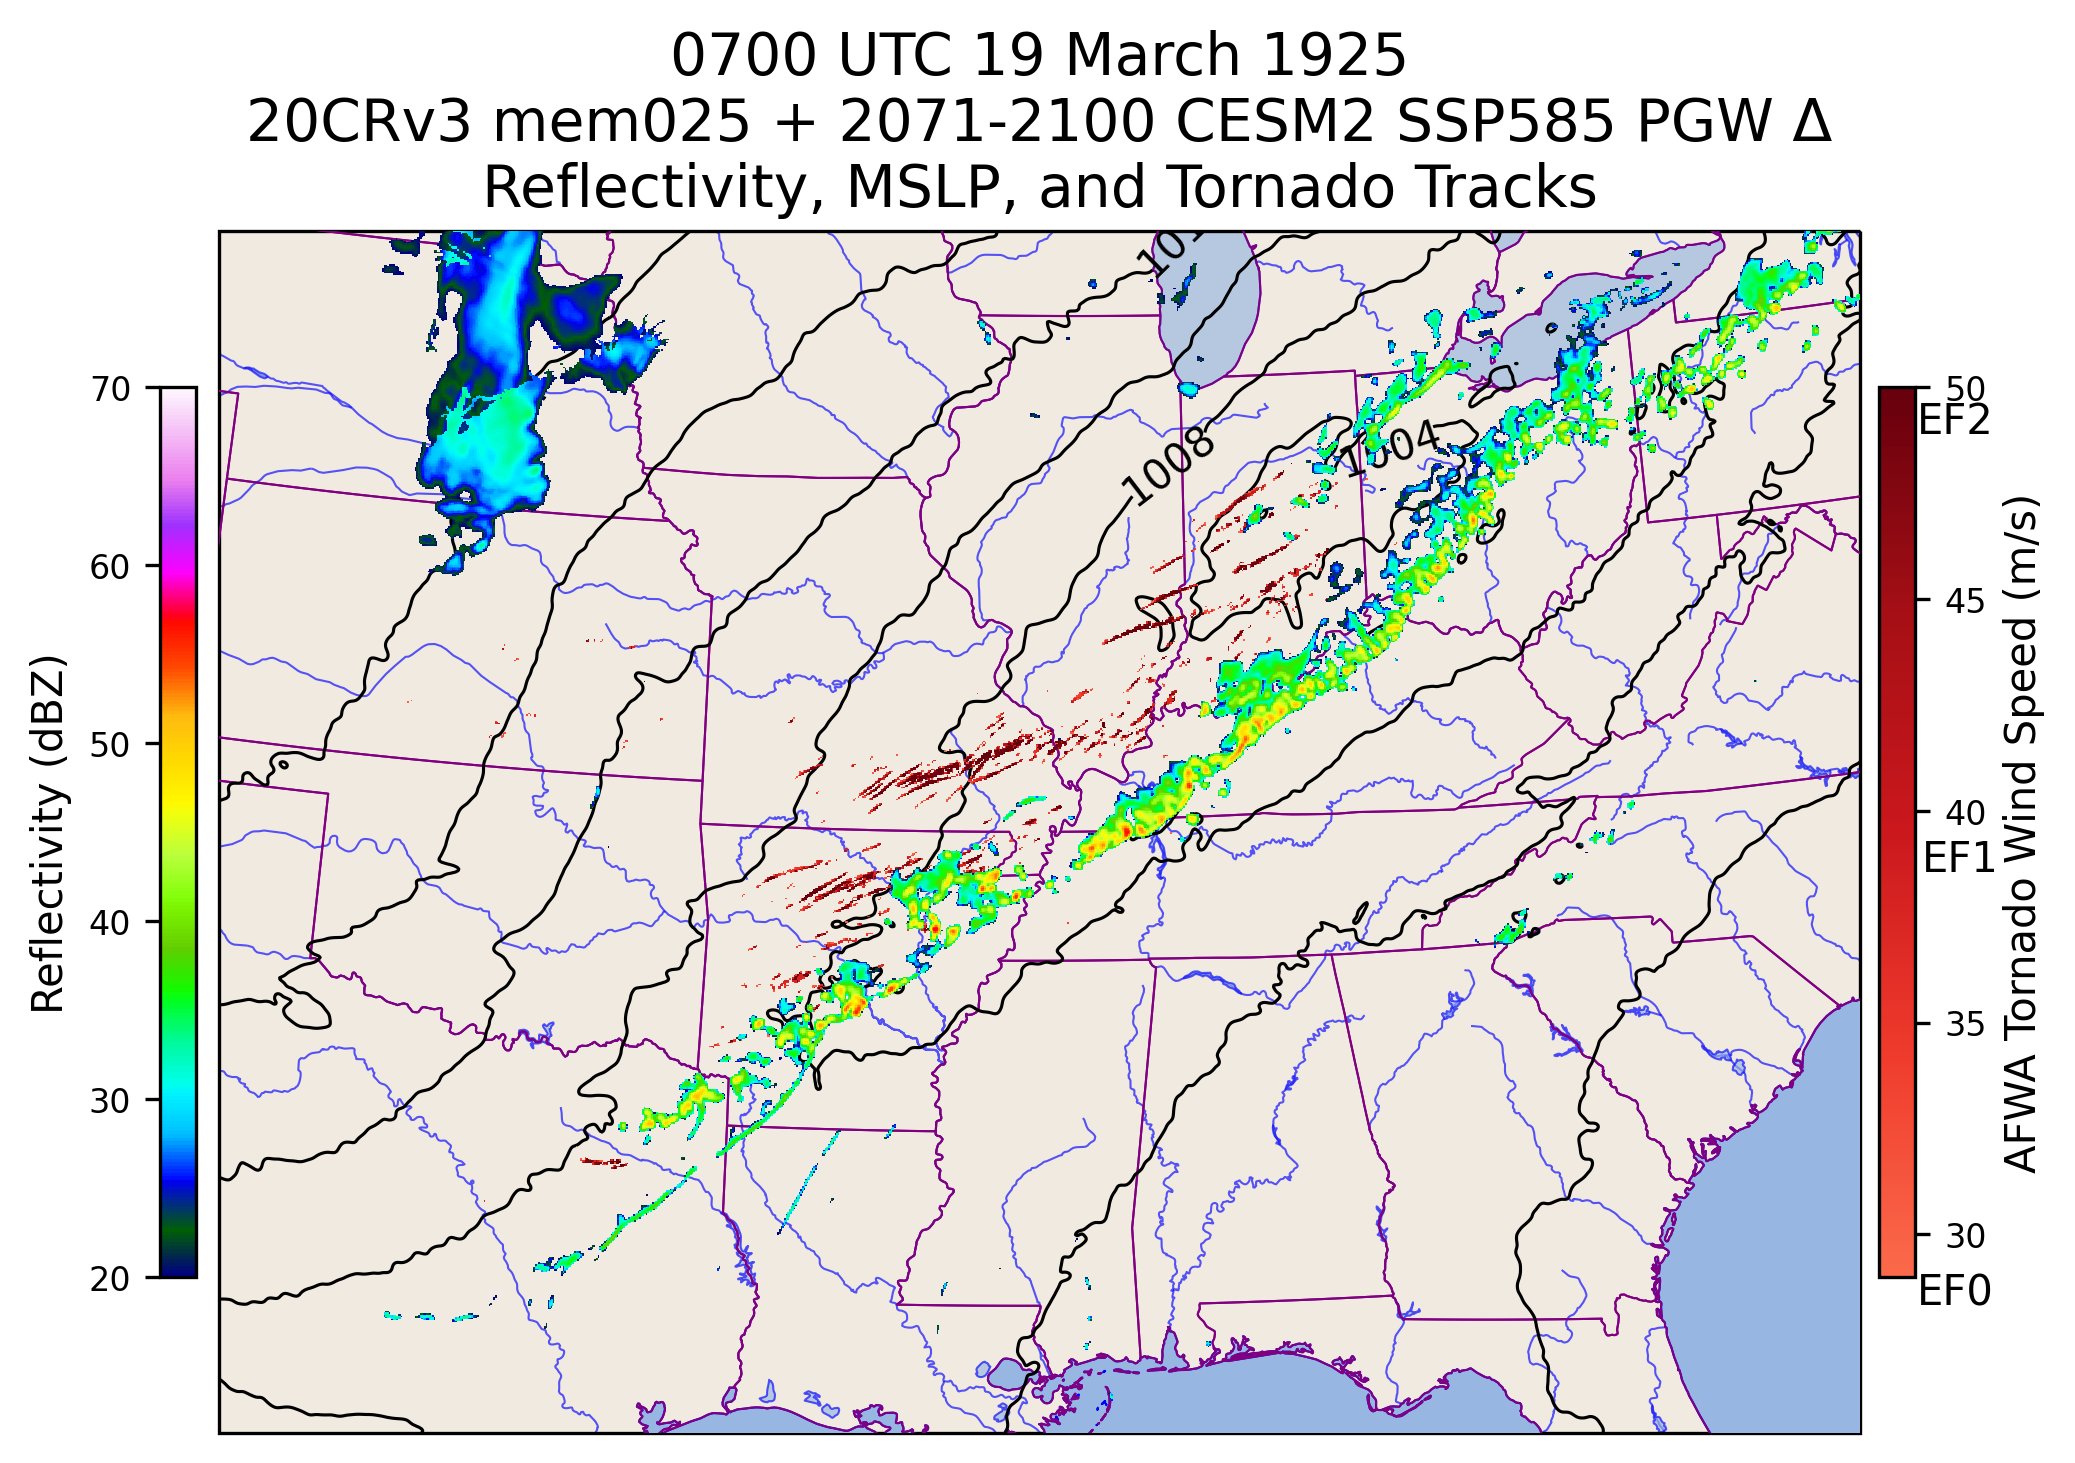 0700 UTC 19 March 1925
20CRv3 mem025 + 2071-2100 CESM2 SSP585 PGW Δ
Reflectivity, MSLP, and Tornado Tracks
Reflectivity (dBZ)
70
60
50
40
30
20
1008
1004
50
EF2
45
40
EF1
35
30
EF0
AFWA Tornado Wind Speed (m/s)